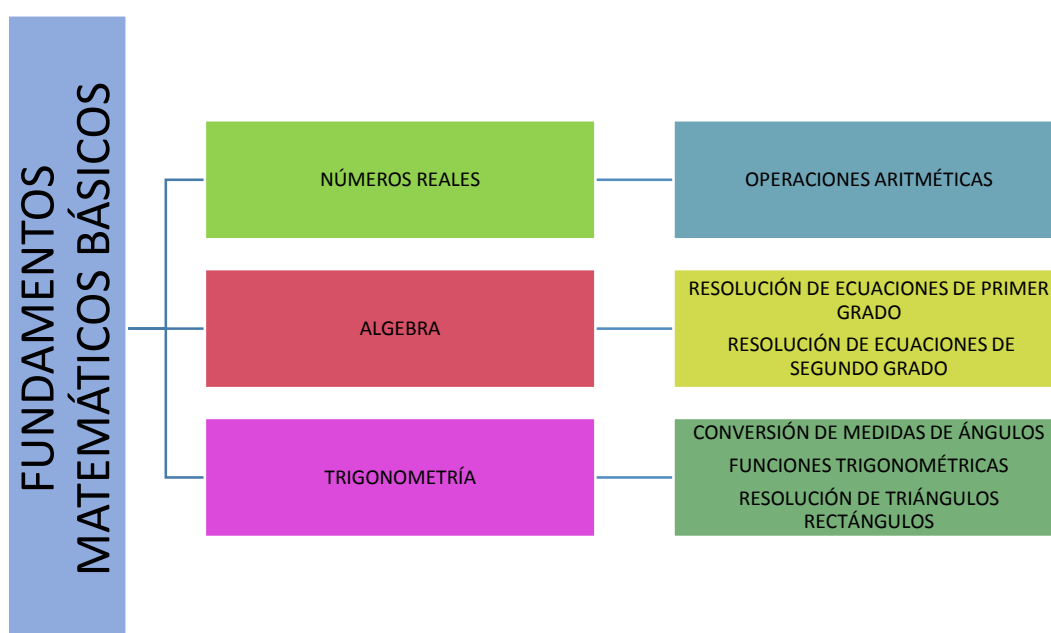 FUNDAMENTOS
MATEMÁTICOS BÁSICOS
NÚMEROS REALES
OPERACIONES ARITMÉTICAS
ALGEBRA
RESOLUCIÓN DE ECUACIONES DE PRIMER
GRADO
RESOLUCIÓN DE ECUACIONES DE
SEGUNDO GRADO
TRIGONOMETRÍA
CONVERSIÓN DE MEDIDAS DE ÁNGULOS
FUNCIONES TRIGONOMÉTRICAS
RESOLUCIÓN DE TRIÁNGULOS
RECTÁNGULOS